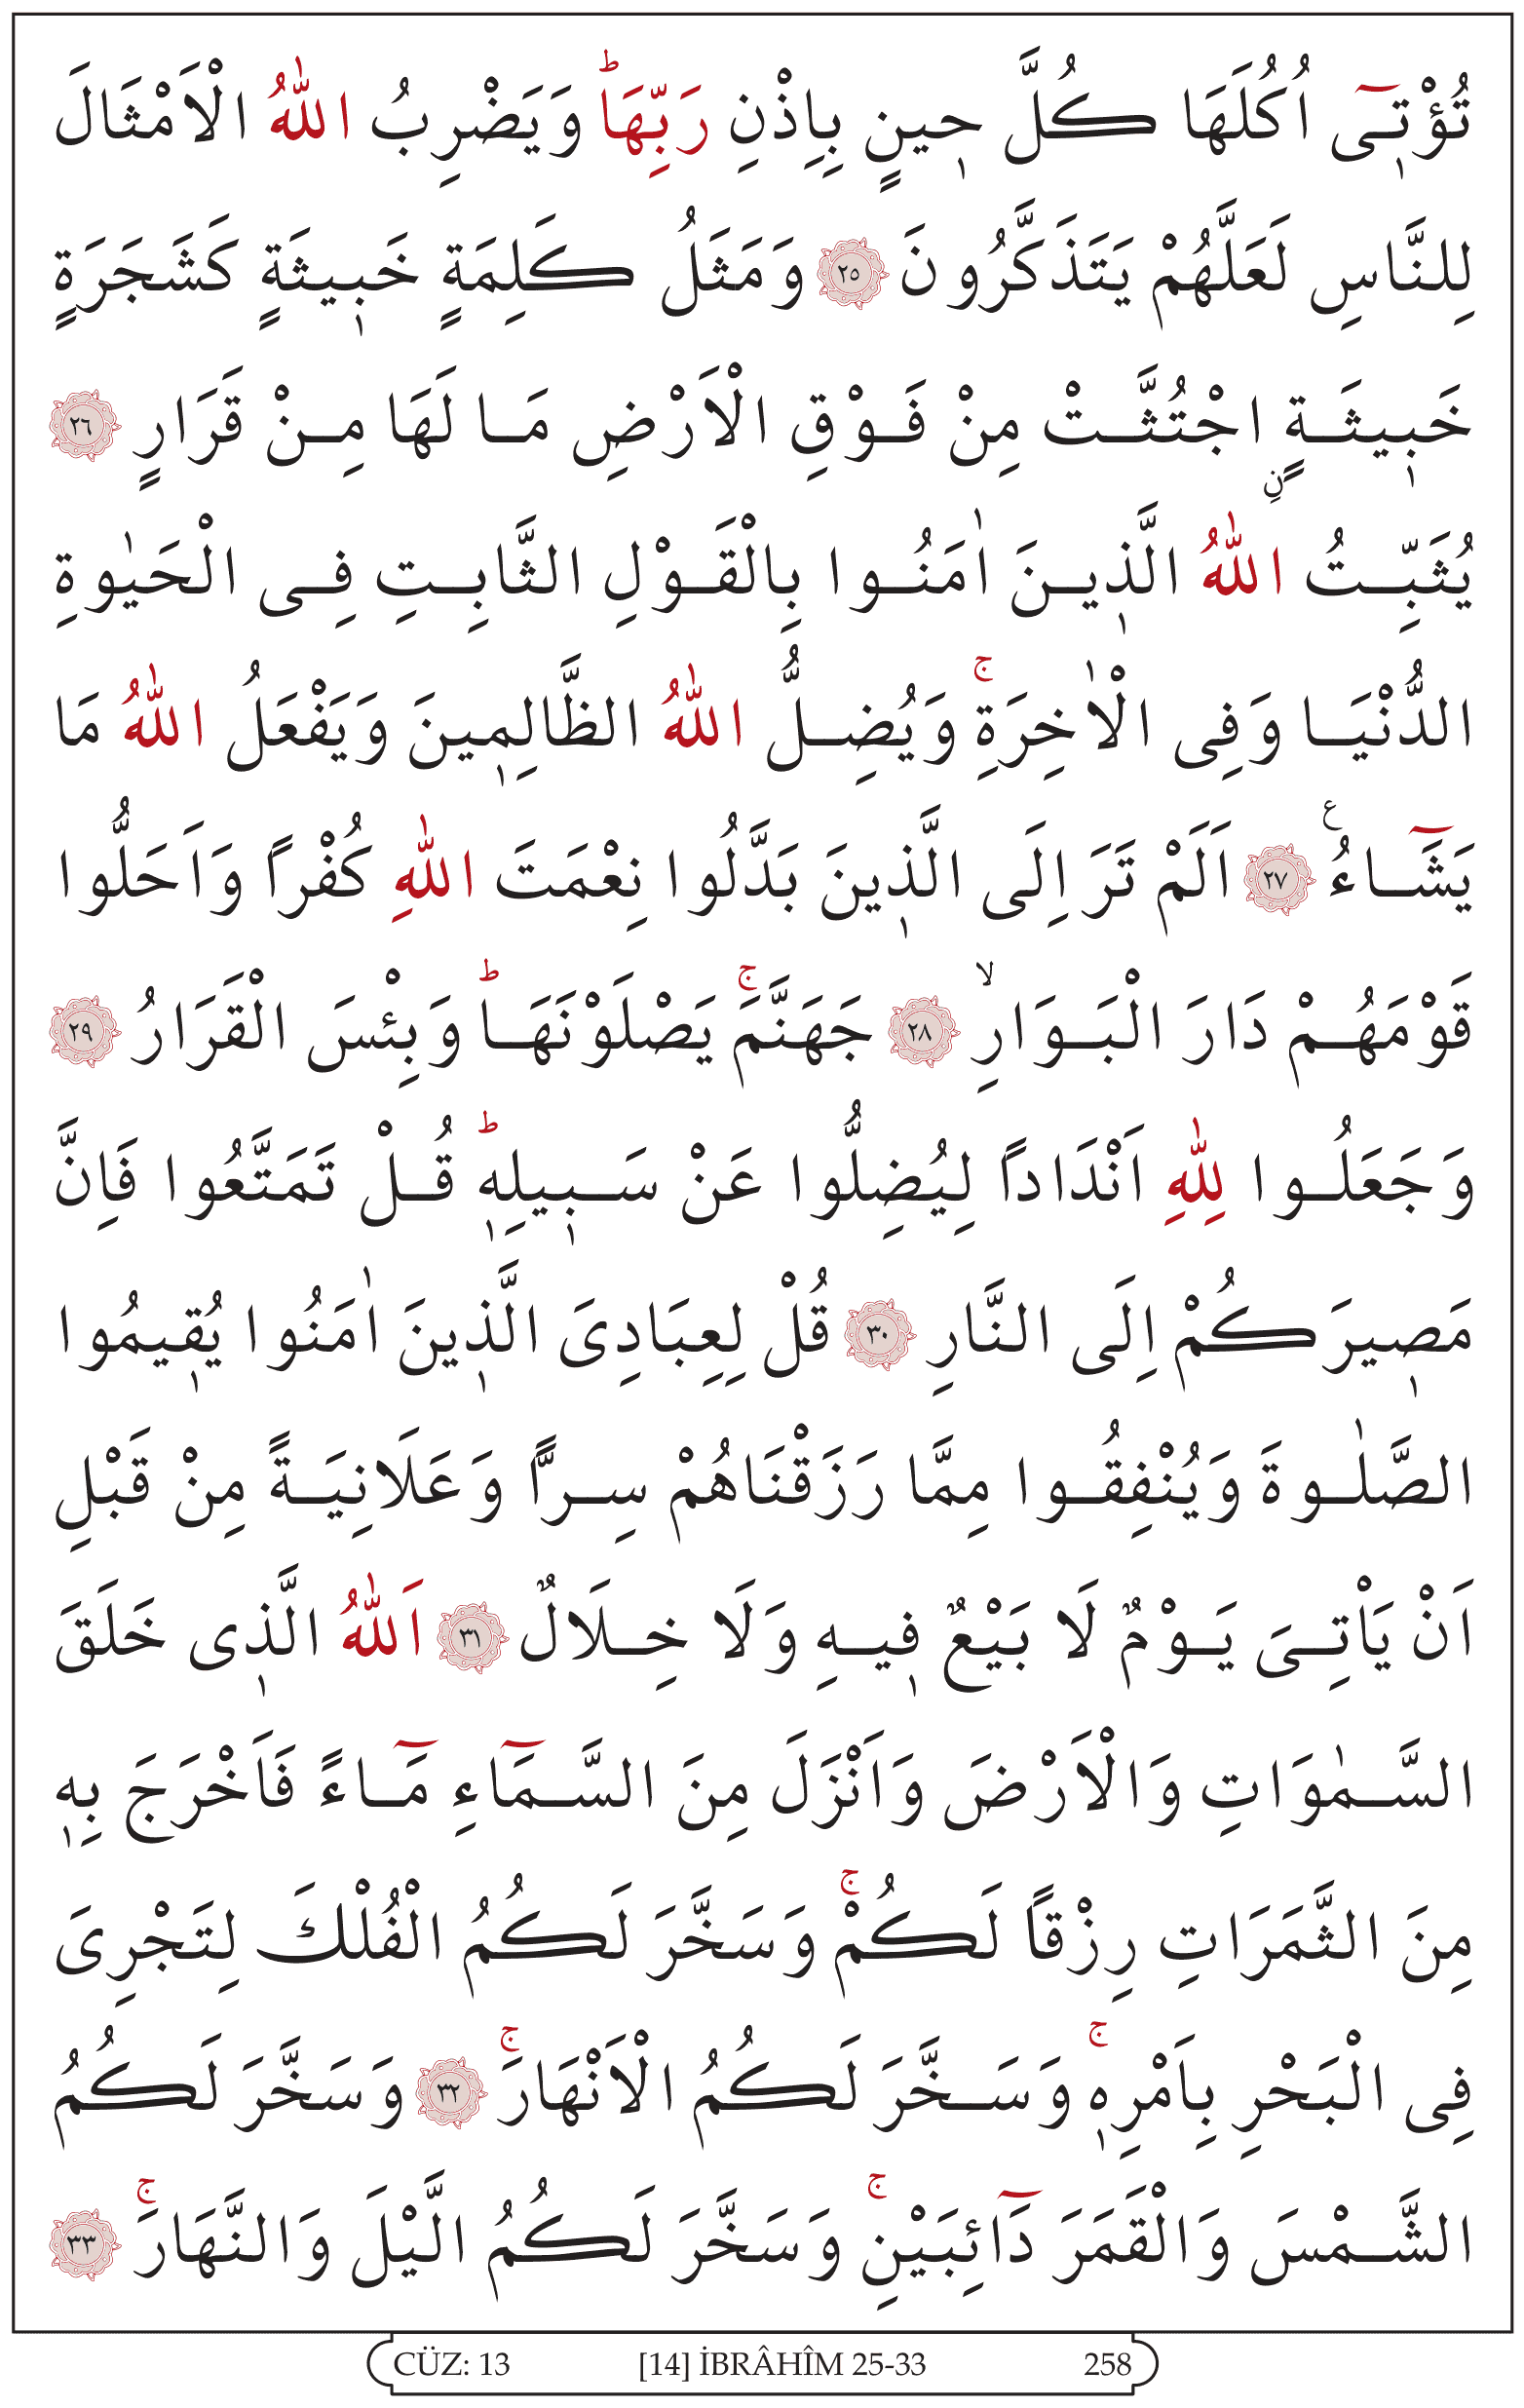 تُؤْتٖٓى اُكُلَهَا كُلَّ حٖينٍ بِاِذْنِ رَبِّهَاؕ وَيَضْرِبُ اللّٰهُ الْاَمْثَالَ
لِلنَّاسِ لَعَلَّهُمْ يَتَذَكَّرُونَ ﴿٢٥﴾ وَمَثَلُ كَلِمَةٍ خَبٖيثَةٍ كَشَجَرَةٍ
خَبٖيثَةٍۨ اجْتُثَّتْ مِنْ فَوْقِ الْاَرْضِ مَا لَهَا مِنْ قَرَارٍ ﴿٢٦﴾
يُثَبِّتُ اللّٰهُ الَّذٖينَ اٰمَنُوا بِالْقَوْلِ الثَّابِتِ فِى الْحَيٰوةِ
الدُّنْيَا وَفِى الْاٰخِرَةِۚ وَيُضِلُّ اللّٰهُ الظَّالِمٖينَ وَيَفْعَلُ اللّٰهُ مَا
يَشَٓاءُࣖ ﴿٢٧﴾ اَلَمْ تَرَ اِلَى الَّذٖينَ بَدَّلُوا نِعْمَتَ اللّٰهِ كُفْراً وَاَحَلُّوا
قَوْمَهُمْ دَارَ الْبَوَارِۙ ﴿٢٨﴾ جَهَنَّمَۚ يَصْلَوْنَهَاؕ وَبِئْسَ الْقَرَارُ ﴿٢٩﴾
وَجَعَلُوا لِلّٰهِ اَنْدَاداً لِيُضِلُّوا عَنْ سَبٖيلِهٖؕ قُلْ تَمَتَّعُوا فَاِنَّ
مَصٖيرَكُمْ اِلَى النَّارِ ﴿٣٠﴾ قُلْ لِعِبَادِىَ الَّذٖينَ اٰمَنُوا يُقٖيمُوا
الصَّلٰوةَ وَيُنْفِقُوا مِمَّا رَزَقْنَاهُمْ سِراًّ وَعَلَانِيَةً مِنْ قَبْلِ
اَنْ يَاْتِىَ يَوْمٌ لَا بَيْعٌ فٖيهِ وَلَا خِلَالٌ ﴿٣١﴾ اَللّٰهُ الَّذٖى خَلَقَ
السَّمٰوَاتِ وَالْاَرْضَ وَاَنْزَلَ مِنَ السَّمَٓاءِ مَٓاءً فَاَخْرَجَ بِهٖ
مِنَ الثَّمَرَاتِ رِزْقاً لَكُمْۚ وَسَخَّرَ لَكُمُ الْفُلْكَ لِتَجْرِىَ
فِى الْبَحْرِ بِاَمْرِهٖۚ وَسَخَّرَ لَكُمُ الْاَنْهَارَۚ ﴿٣٢﴾ وَسَخَّرَ لَكُمُ
الشَّمْسَ وَالْقَمَرَ دَٓائِبَيْنِۚ وَسَخَّرَ لَكُمُ الَّيْلَ وَالنَّهَارَۚ ﴿٣٣﴾
CÜZ: 13 [14] İBRÂHÎM 25-33 258